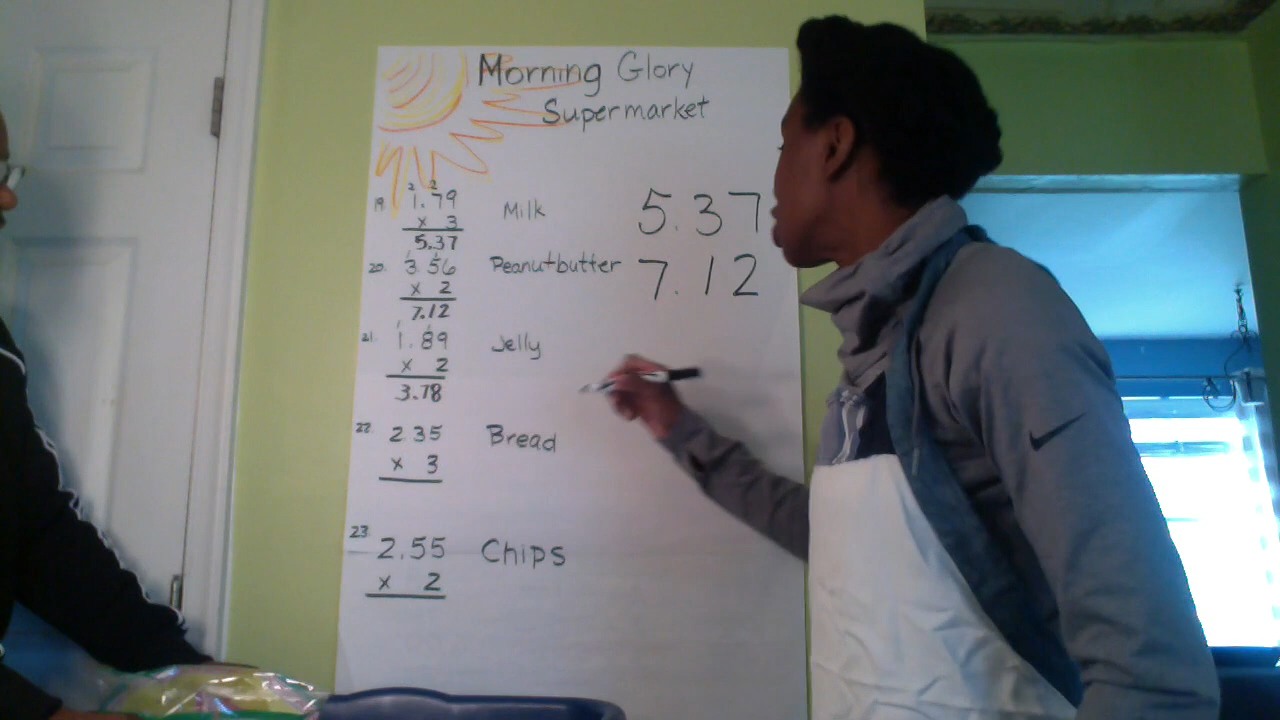 Morning Glory
Supermarket
2 2
19. 1.79 Milk 5.37
x 3
5.37
20. 3.56 Peanutbutter 7.12
x 2
7.12
21. 1.89 Jelly
x 2
3.78
22. 2.35 Bread
x 3
23 2.55 Chips
x 2